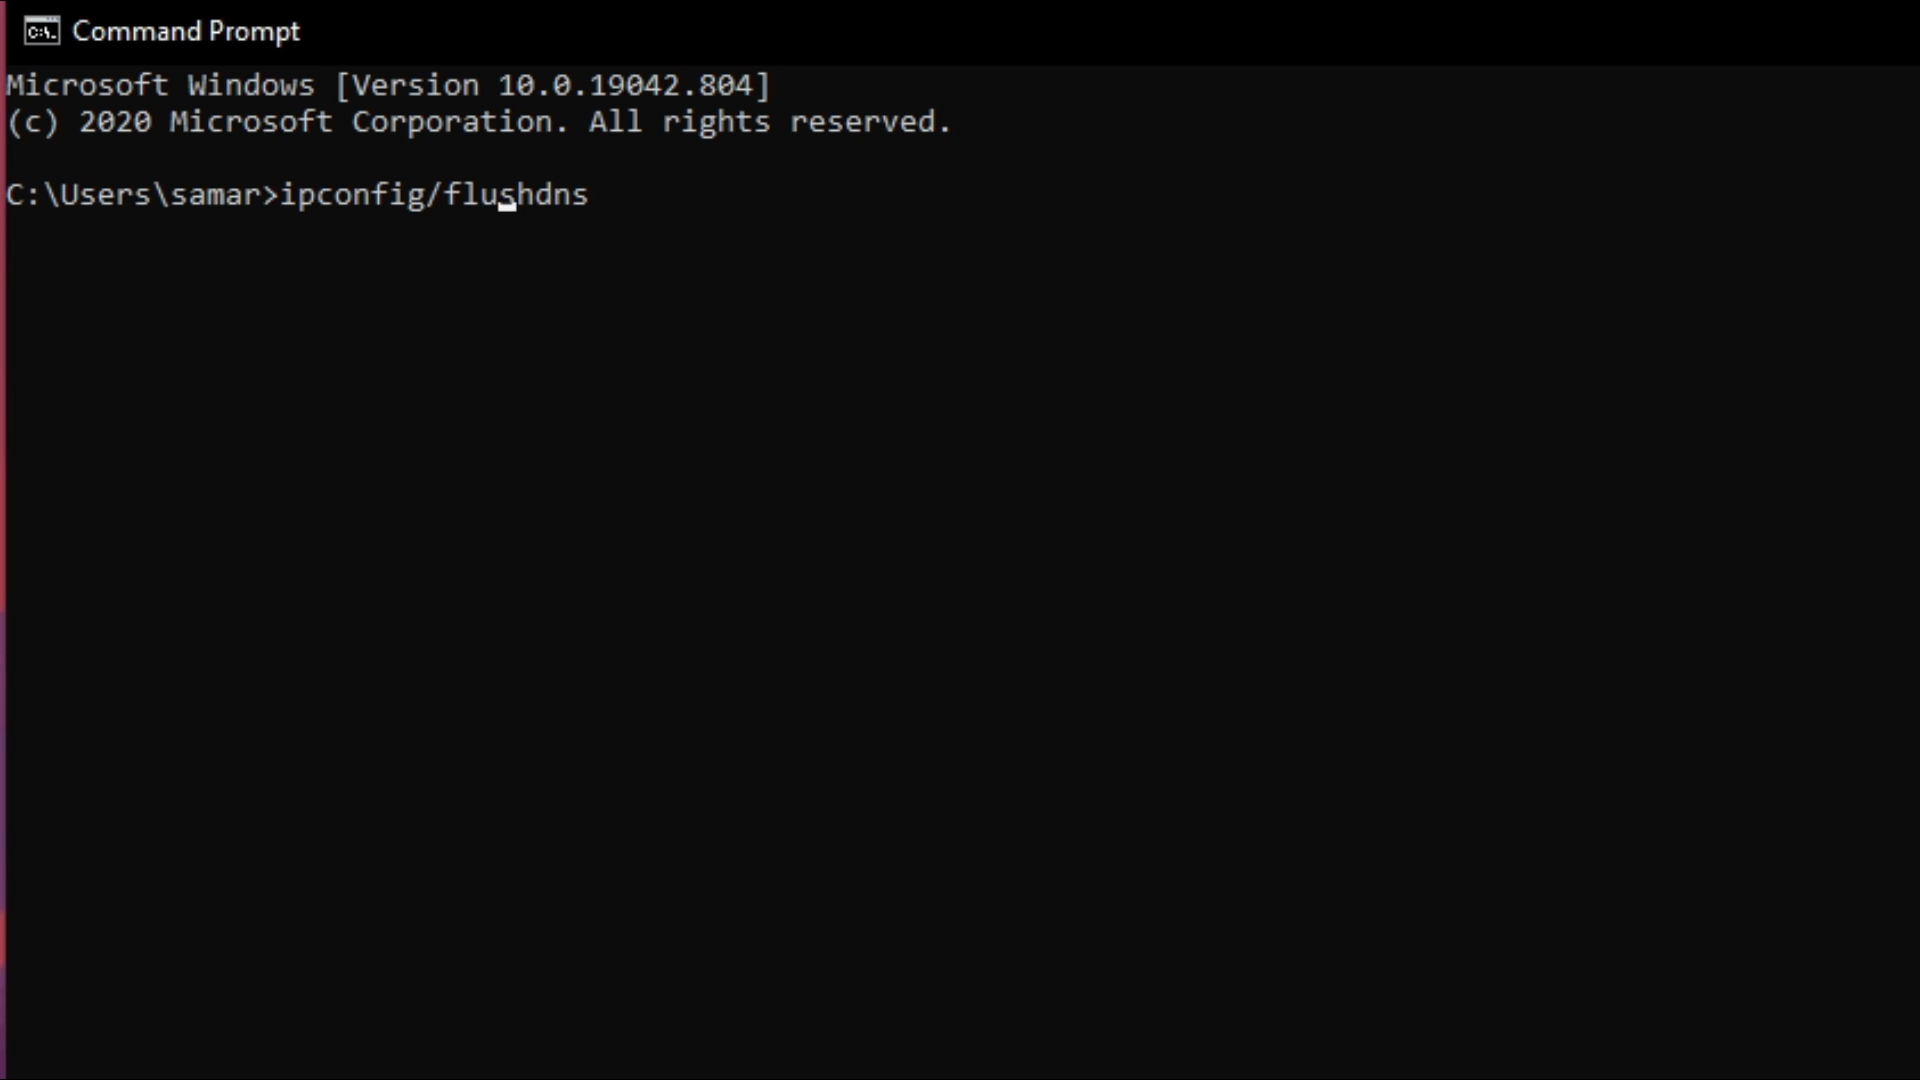 Command Prompt
Microsoft Windows [Version 10.0.19042.804]
(c) 2020 Microsoft Corporation. All rights reserved.
C:\Users\samar>ipconfig/flushdns